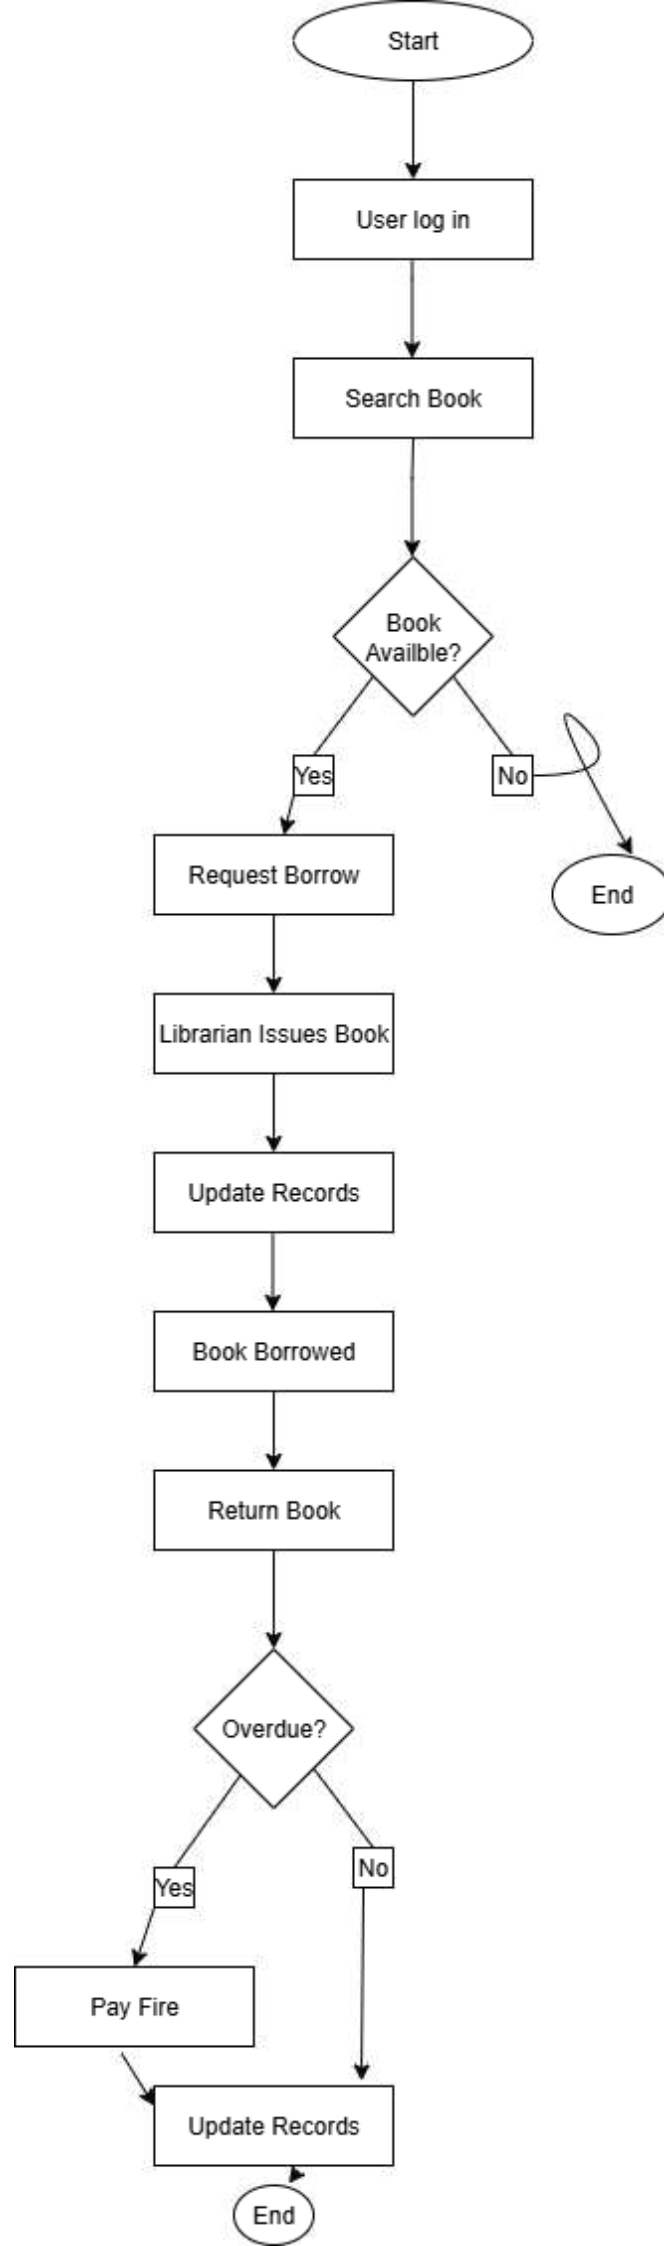 Start
User log in
Search Book
Book
Availble?
Yes
No
Request Borrow
End
Librarian Issues Book
Update Records
Book Borrowed
Return Book
Overdue?
No
Yes
Pay Fire
Update Records
End